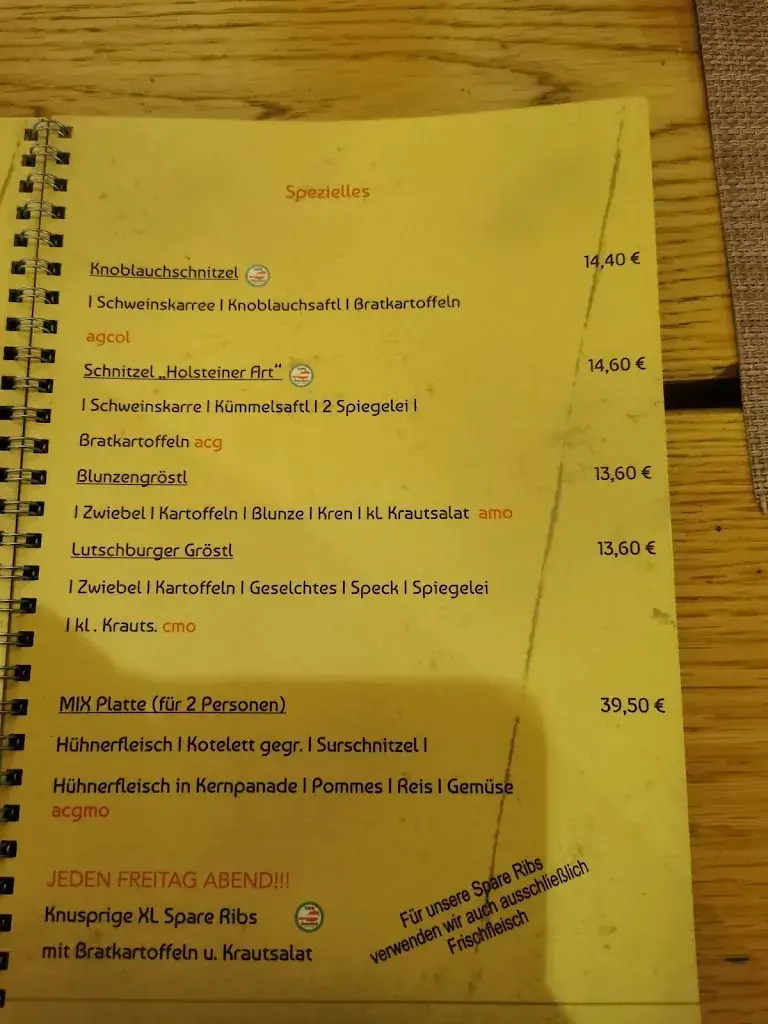 Spezielles
Knoblauchschnitzel 14,40 €
I Schweinskarree I Knoblauchsaftl I Bratkartoffeln
agcol
Schnitzel „Holsteiner Art“ 14,60 €
I Schweinskarre I Kümmelsaftl I 2 Spiegelei I
Bratkartoffeln acg
Blunzengröstl 13,60 €
I Zwiebel I Kartoffeln I Blunze I Kren I kl. Krautsalat amo
Lutschburger Gröstl 13,60 €
I Zwiebel I Kartoffeln I Geselchtes I Speck I Spiegelei
I kl. Krauts. cmo
MIX Platte (für 2 Personen) 39,50 €
Hühnerfleisch I Kotelett gegr. I Surschnitzel I
Hühnerfleisch in Kernpanade I Pommes I Reis I Gemüse
acgmo
JEDEN FREITAG ABEND!!!
Knusprige XL Spare Ribs
mit Bratkartoffeln u. Krautsalat
Für unsere Spare Ribs
verwenden wir auch ausschließlich
Frischfleisch